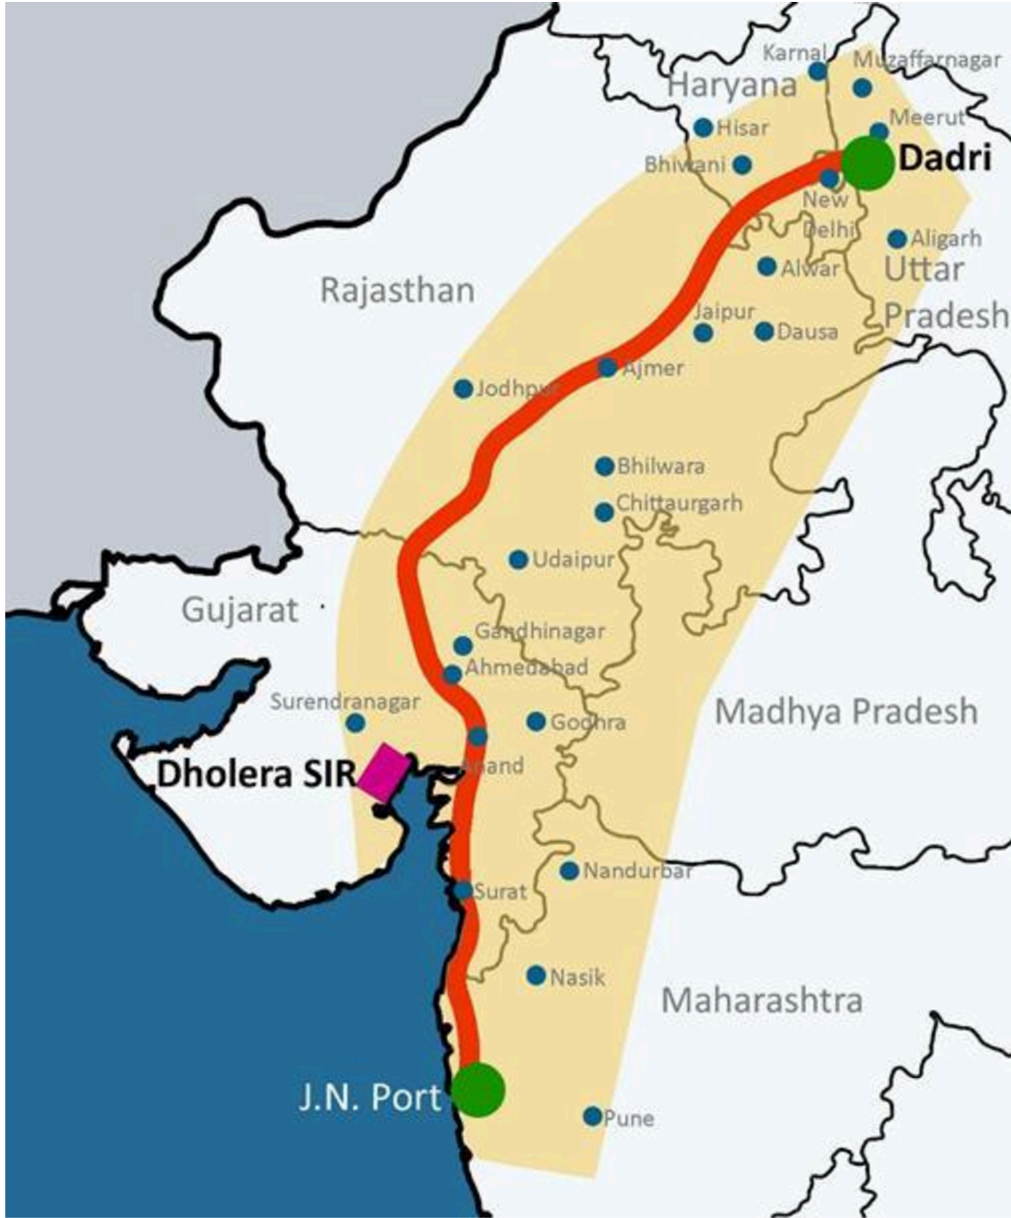 Karnal
Muzaffarnagar
Haryana
Meerut
Hisar
Dadri
Bhiwani
New
Delhi
Aligarh
Alwar
Uttar
Rajasthan
Jaipur
Pradesh
Dausa
Ajmer
Jodhpur
Bhilwara
Chittaurgarh
Udaipur
Gujarat
Gandhinagar
Ahmedabad
Surendranagar
Godhra
Madhya Pradesh
Anand
Dholera SIR
Nandurbar
Surat
Nasik
Maharashtra
J.N. Port
Pune